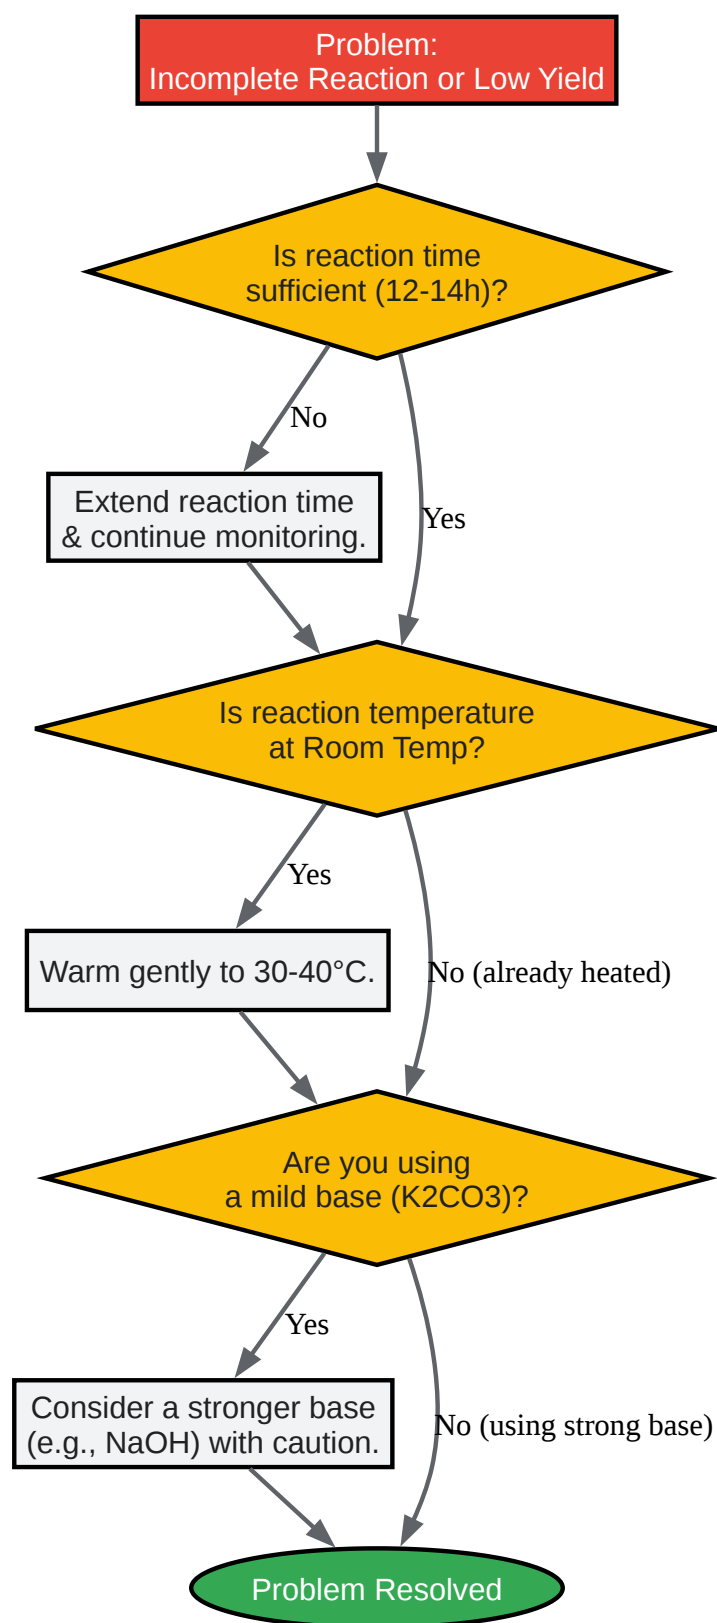 Problem:
Incomplete Reaction or Low Yield
Is reaction time
sufficient (12-14h)?
No
Extend reaction time
& continue monitoring.
Yes
Is reaction temperature
at Room Temp?
Yes
Warm gently to 30-40°C.
No (already heated)
Are you using
a mild base (K2CO3)?
Yes
Consider a stronger base
(e.g., NaOH) with caution.
No (using strong base)
Problem Resolved